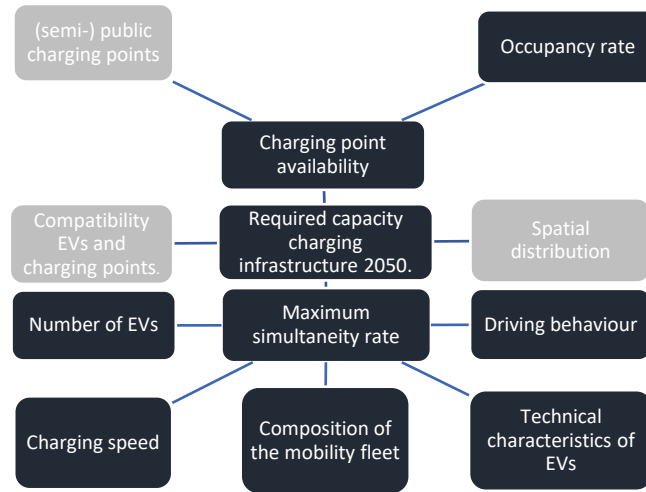 (semi-) public
charging points
Occupancy rate
Charging point
availability
Compatibility
EVs and
charging points.
Required capacity
charging
infrastructure 2050.
Spatial
distribution
Number of EVs
Maximum
simultaneity rate
Driving behaviour
Charging speed
Composition of
the mobility fleet
Technical
characteristics of
EVs